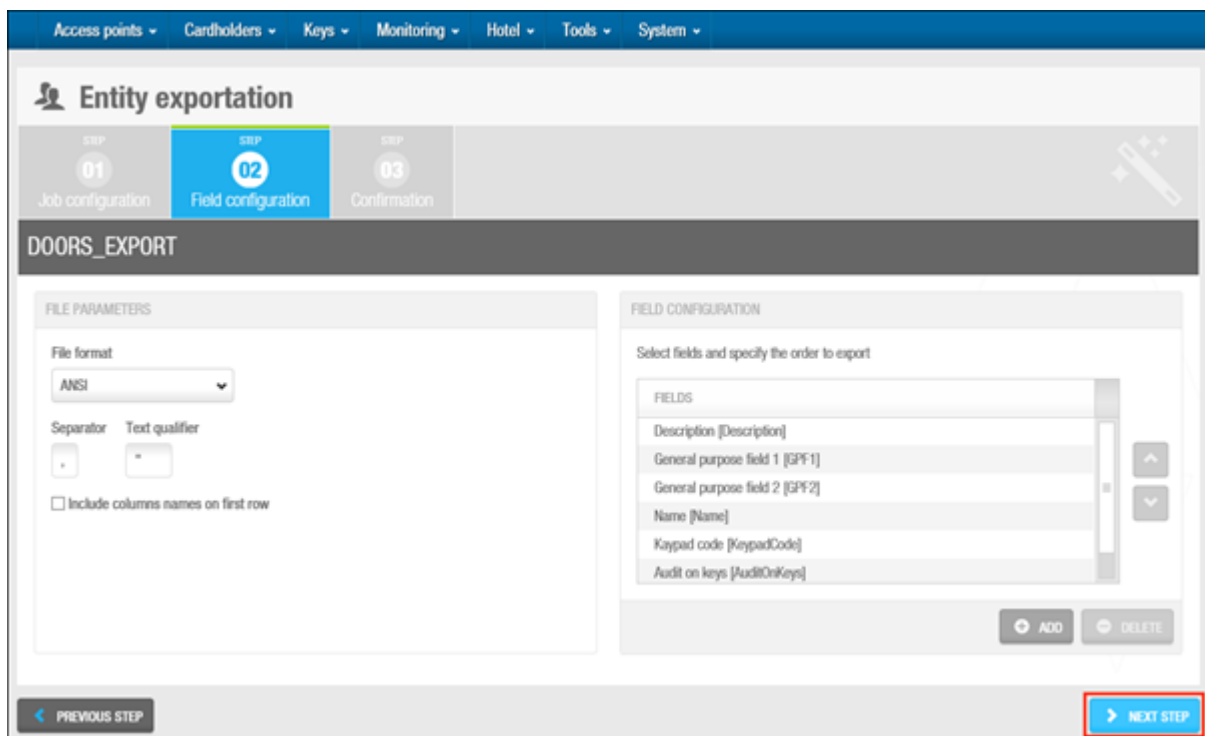 Access points Cardholders Keys Monitoring Hotel Tools System
Entity exportation
STEP STEP STEP
01 02 03
Job configuration Field configuration Confirmation
DOORS_EXPORT
FILE PARAMETERS
File format
ANSI
Separator Text qualifier
, "
Include columns names on first row
FIELD CONFIGURATION
Select fields and specify the order to export
FIELDS
Description [Description]
General purpose field 1 [GPF1]
General purpose field 2 [GPF2]
Name [Name]
Kaypad code [KeypadCode]
Audit on keys [AuditOnKeys]
ADD DELETE
PREVIOUS STEP NEXT STEP